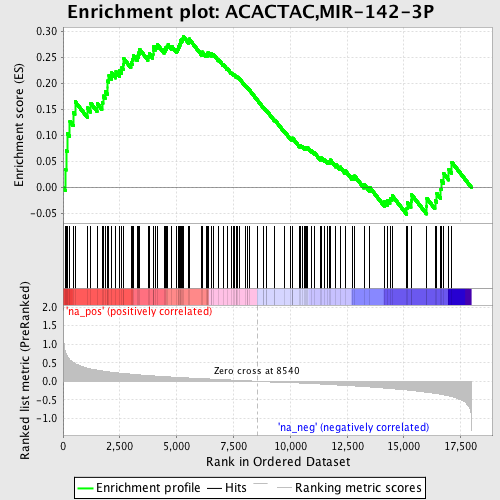 Enrichment plot: ACACTAC,MIR-142-3P
Enrichment score (ES)
0.30
0.25
0.20
0.15
0.10
0.05
0.00
-0.05
'na_pos' (positively correlated)
Ranked list metric (PreRanked)
2.0
1.5
1.0
0.5
0.0
-0.5
-1.0
Zero cross at 8540
'na_neg' (negatively correlated)
0
2,500
5,000
7,500
10,000
12,500
15,000
17,500
Rank in Ordered Dataset
Enrichment profile
Hits
Ranking metric scores